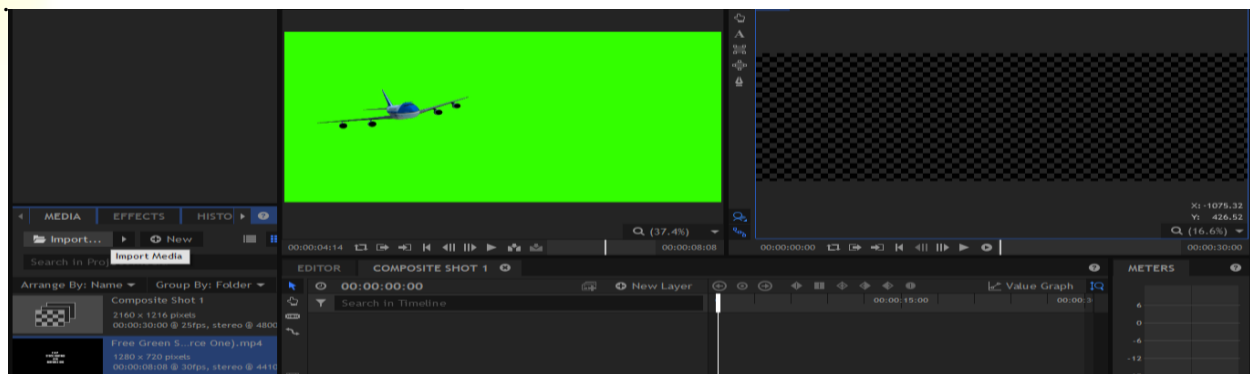 X: -1075.32
Y: 426.52
(37.4%)
(16.6%)
00:00:04:14
00:00:08:08
00:00:00:00
00:00:30:00
MEDIA EFFECTS HISTO
Import... New
Import Media
Search in Pro
Arrange By: Name Group By: Folder
Composite Shot 1
2160 x 1216 pixels
00:00:30:00 @ 25fps, stereo @ 4800
Free Green S...rce One).mp4
1280 x 720 pixels
00:00:08:08 @ 30fps, stereo @ 4410
EDITOR COMPOSITE SHOT 1
00:00:00:00 New Layer Value Graph
Search in Timeline
00:00:15:00 00:00:3
METERS
6
0
-6
-12